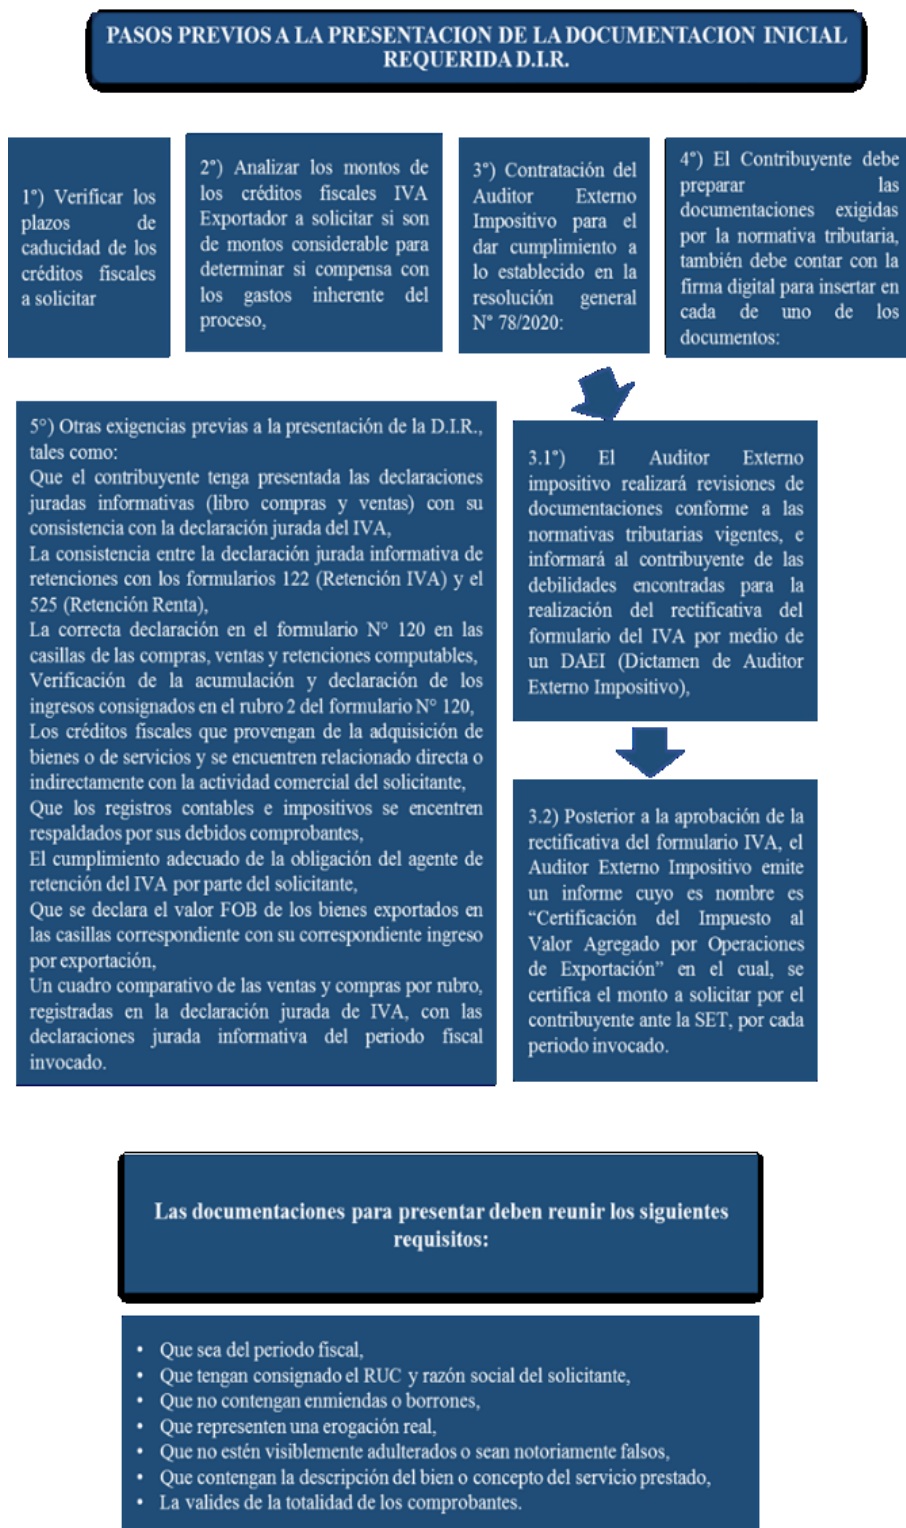 PASOS PREVIOS A LA PRESENTACION DE LA DOCUMENTACION INICIAL
REQUERIDA D.I.R.
1°) Verificar los
plazos de
caducidad de los
créditos fiscales
a solicitar
2°) Analizar los montos de
los créditos fiscales IVA
Exportador a solicitar si son
de montos considerable para
determinar si compensa con
los gastos inherente del
proceso,
3°) Contratación del
Auditor Externo
Impositivo para el
dar cumplimiento a
lo establecido en la
resolución general
N° 78/2020:
4°) El Contribuyente debe
preparar las
documentaciones exigidas
por la normativa tributaria,
también debe contar con la
firma digital para insertar en
cada de uno de los
documentos:
5°) Otras exigencias previas a la presentación de la D.I.R.,
tales como:
Que el contribuyente tenga presentada las declaraciones
juradas informativas (libro compras y ventas) con su
consistencia con la declaración jurada del IVA,
La consistencia entre la declaración jurada informativa de
retenciones con los formularios 122 (Retención IVA) y el
525 (Retención Renta),
La correcta declaración en el formulario N° 120 en las
casillas de las compras, ventas y retenciones computables,
Verificación de la acumulación y declaración de los
ingresos consignados en el rubro 2 del formulario N° 120,
Los créditos fiscales que provengan de la adquisición de
bienes o de servicios y se encuentren relacionado directa o
indirectamente con la actividad comercial del solicitante,
Que los registros contables e impositivos se encentren
respaldados por sus debidos comprobantes,
El cumplimiento adecuado de la obligación del agente de
retención del IVA por parte del solicitante,
Que se declara el valor FOB de los bienes exportados en
las casillas correspondiente con su correspondiente ingreso
por exportación,
Un cuadro comparativo de las ventas y compras por rubro,
registradas en la declaración jurada de IVA, con las
declaraciones jurada informativa del periodo fiscal
invocado.
3.1°) El Auditor Externo
impositivo realizará revisiones de
documentaciones conforme a las
normativas tributarias vigentes, e
informará al contribuyente de las
debilidades encontradas para la
realización del rectificativa del
formulario del IVA por medio de
un DAEI (Dictamen de Auditor
Externo Impositivo),
3.2) Posterior a la aprobación de la
rectificativa del formulario IVA, el
Auditor Externo Impositivo emite
un informe cuyo es nombre es
“Certificación del Impuesto al
Valor Agregado por Operaciones
de Exportación” en el cual, se
certifica el monto a solicitar por el
contribuyente ante la SET, por cada
periodo invocado.
Las documentaciones para presentar deben reunir los siguientes
requisitos:
• Que sea del periodo fiscal,
• Que tengan consignado el RUC y razón social del solicitante,
• Que no contengan enmiendas o borrones,
• Que representen una erogación real,
• Que no estén visiblemente adulterados o sean notoriamente falsos,
• Que contengan la descripción del bien o concepto del servicio prestado,
• La valides de la totalidad de los comprobantes.